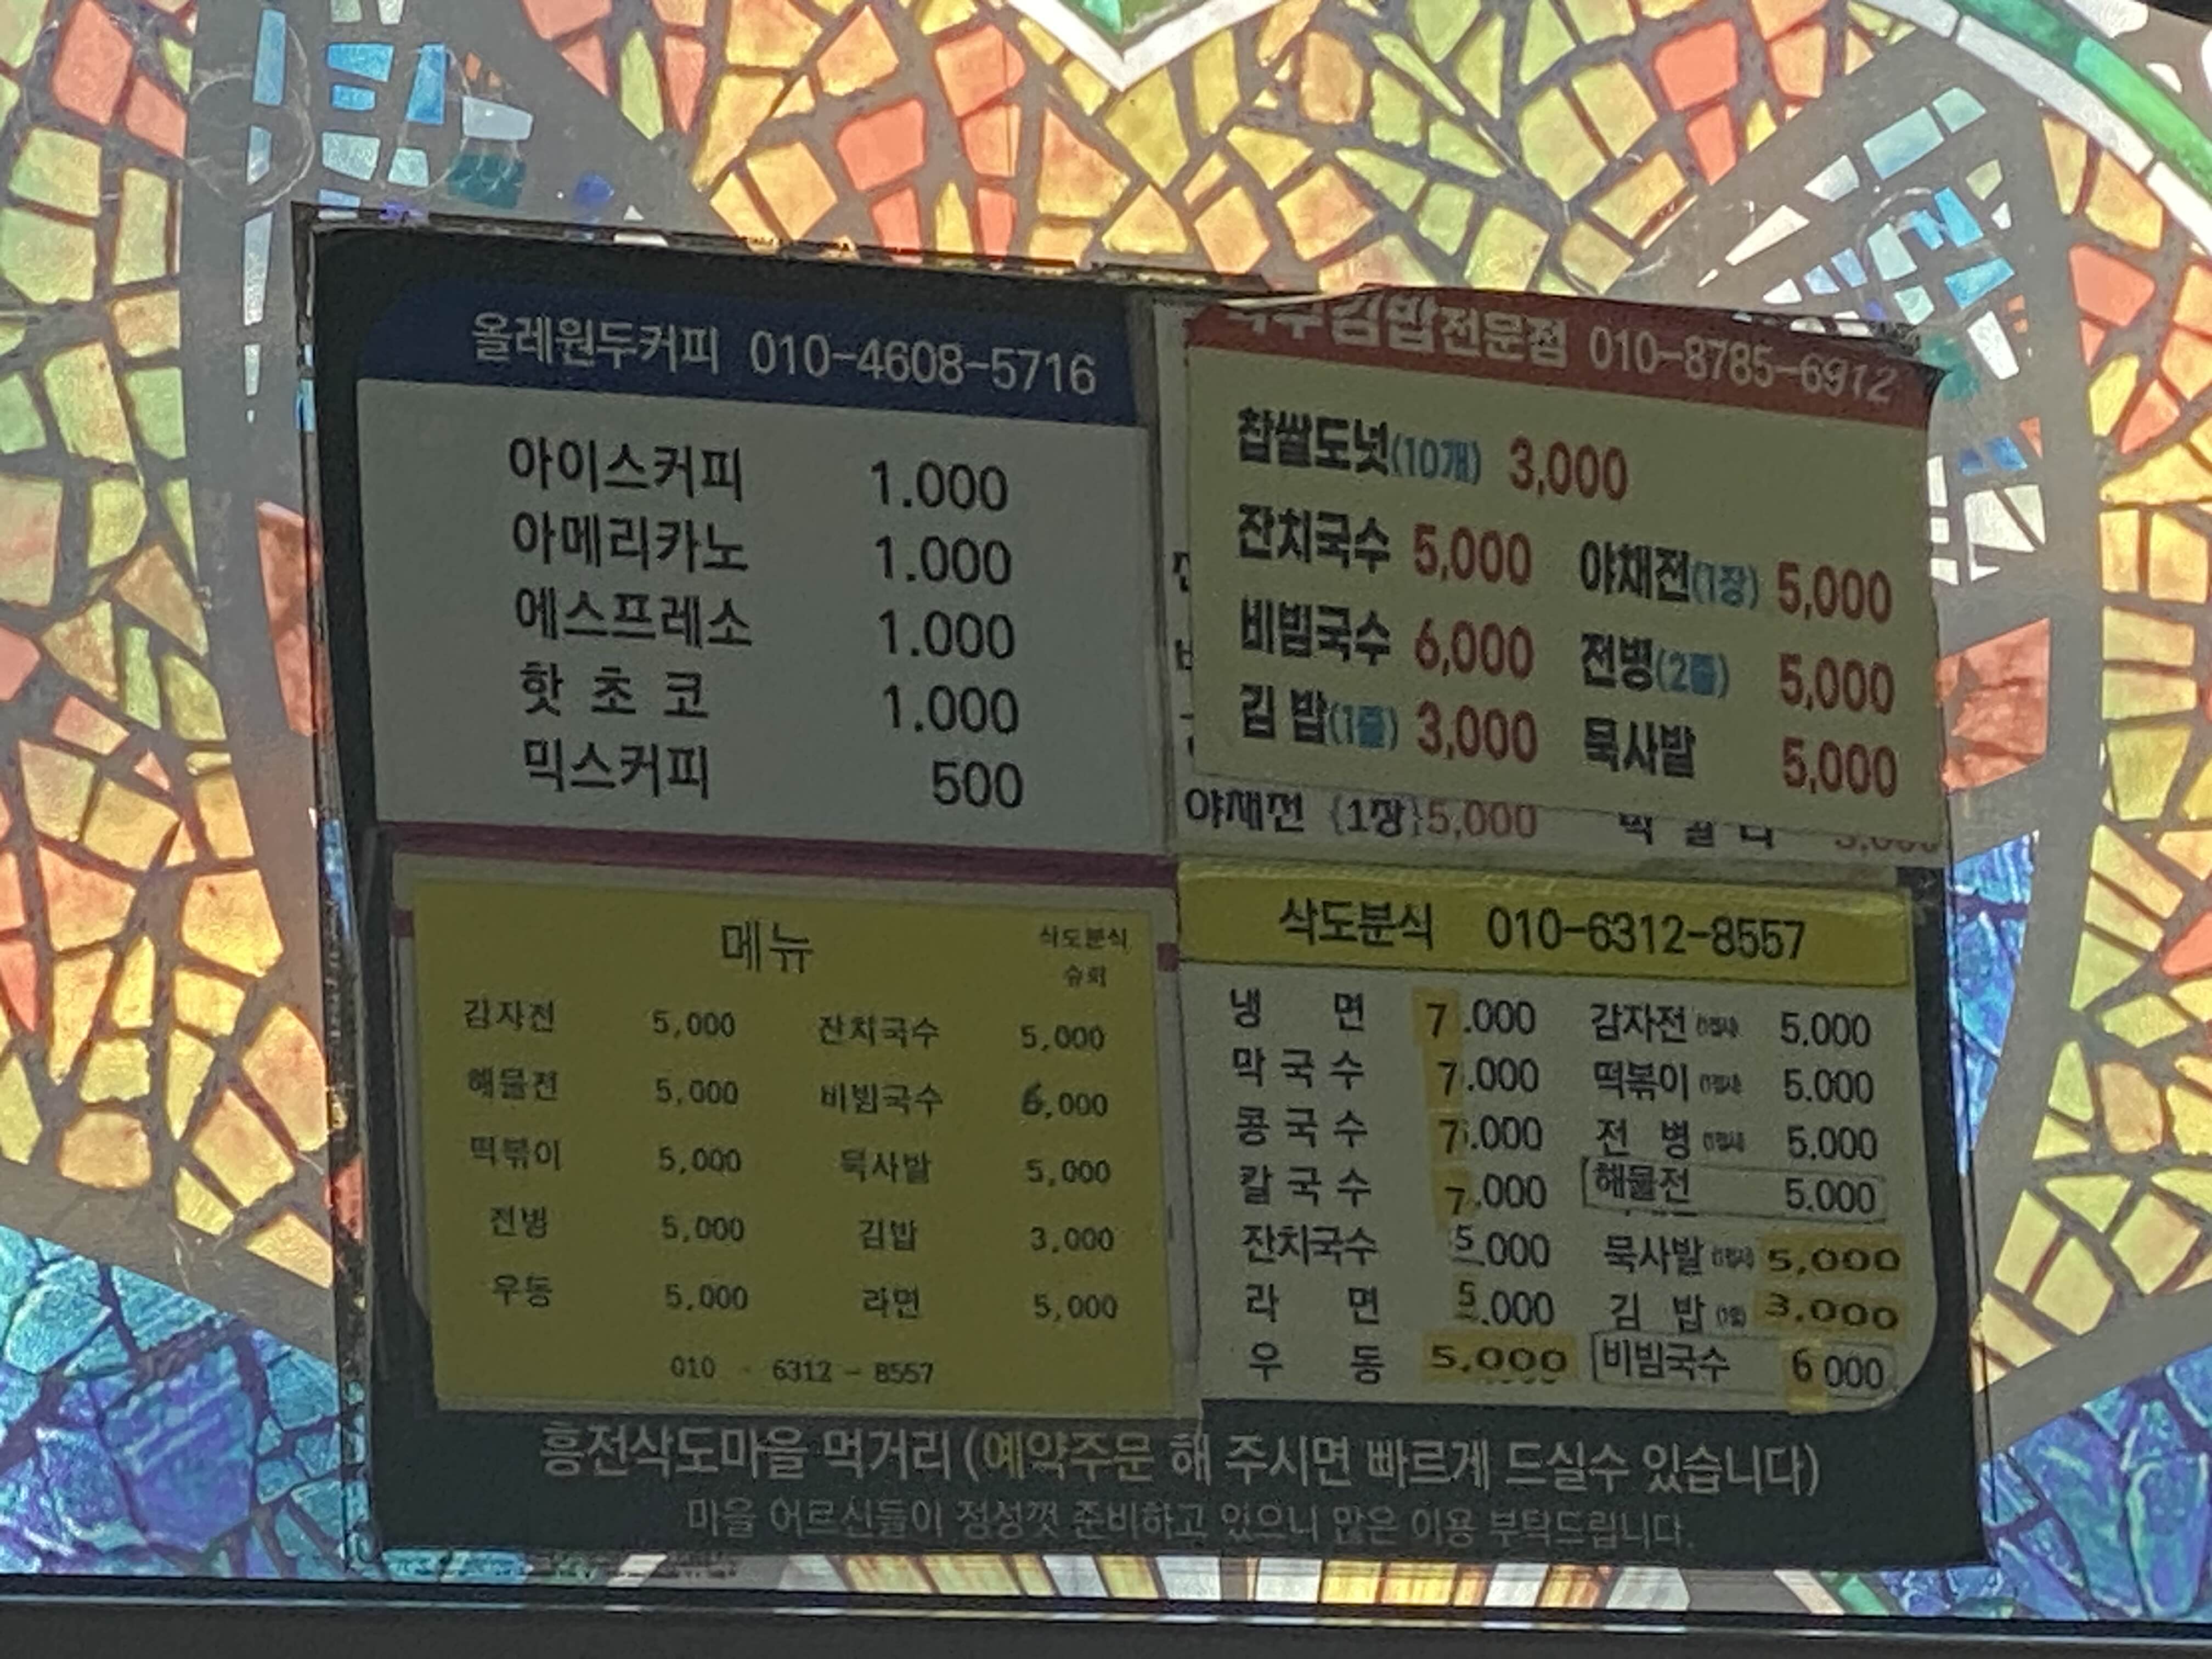 올레원두커피 010-4608-5716
아이스커피 1.000
아메리카노 1.000
에스프레소 1.000
핫 초 코 1.000
믹스커피 500
김밥전문점 010-8785-6912
찹쌀도넛(10개) 3,000
잔치국수 5,000 야채전(1장) 5,000
비빔국수 6,000 전병(2줄) 5,000
김 밥(1줄) 3,000 묵사발 5,000
야채전 {1장}5,000
메뉴 삭도분식
감자전 5,000 잔치국수 5,000
해물전 5,000 비빔국수 6,000
떡볶이 5,000 묵사발 5,000
전병 5,000 김밥 3,000
우동 5,000 라면 5,000
010 - 6312 - 8557
삭도분식 010-6312-8557
냉 면 7.000 감자전 5.000
막 국 수 7.000 떡볶이 5.000
콩 국 수 7.000 전 병 5.000
칼 국 수 7.000 해물전 5.000
잔치국수 5.000 묵사발 5,000
라 면 5.000 김 밥 3,000
우 동 5,000 비빔국수 6 000
흥전삭도마을 먹거리 (예약주문 해 주시면 빠르게 드실수 있습니다)
마을 어르신들이 정성껏 준비하고 있으니 많은 이용 부탁드립니다.